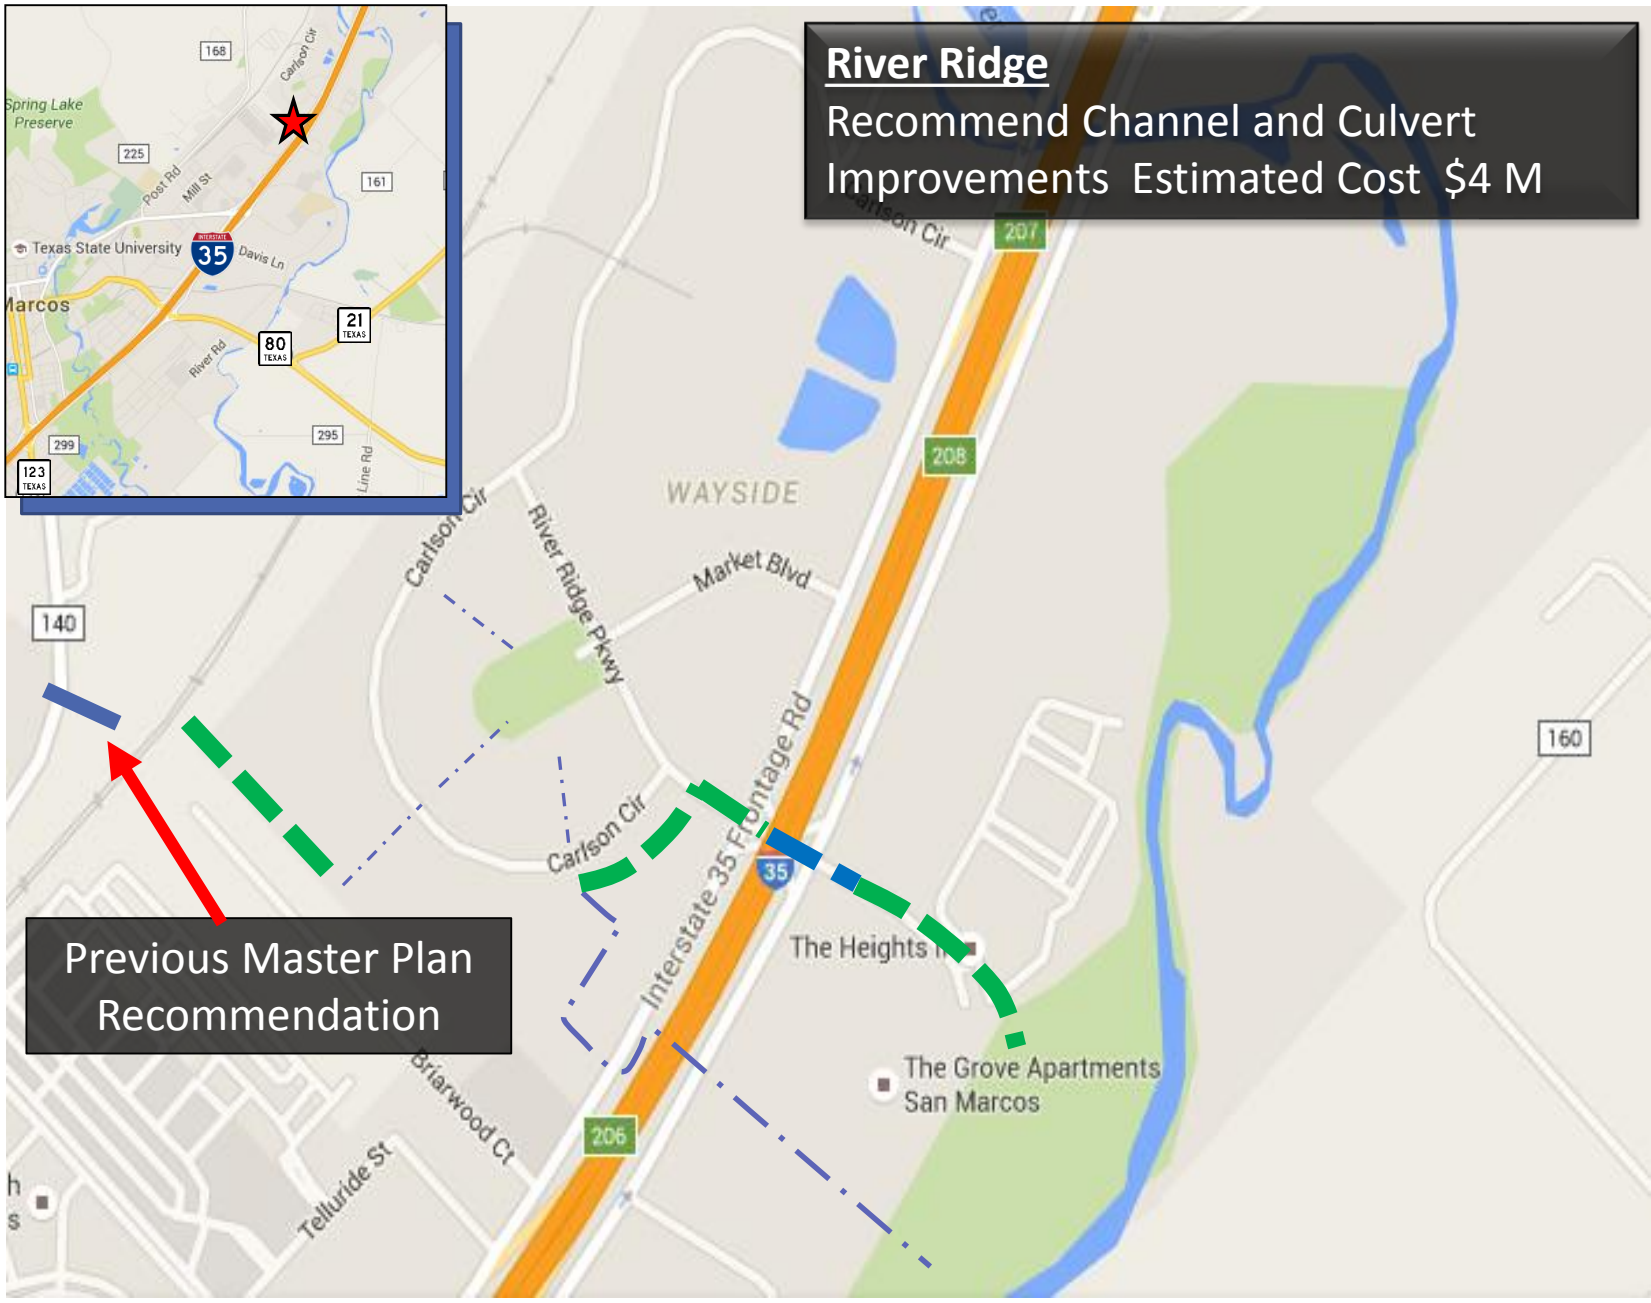 168
Carlson Cir
Spring Lake
Preserve
225
Post Rd
Mill St
161
Texas State University
INTERSTATE
35
Davis Ln
Marcos
21
TEXAS
80
TEXAS
River Rd
295
Line Rd
299
123
TEXAS
River Ridge
Recommend Channel and Culvert
Improvements Estimated Cost $4 M
Carlson Cir
207
208
WAYSIDE
Carlson Cir
River Ridge Pkwy
Market Blvd
140
160
Interstate 35 Frontage Rd
Carlson Cir
35
The Heights
Previous Master Plan
Recommendation
The Grove Apartments
San Marcos
Briarwood Ct
206
Telluride St
h
s